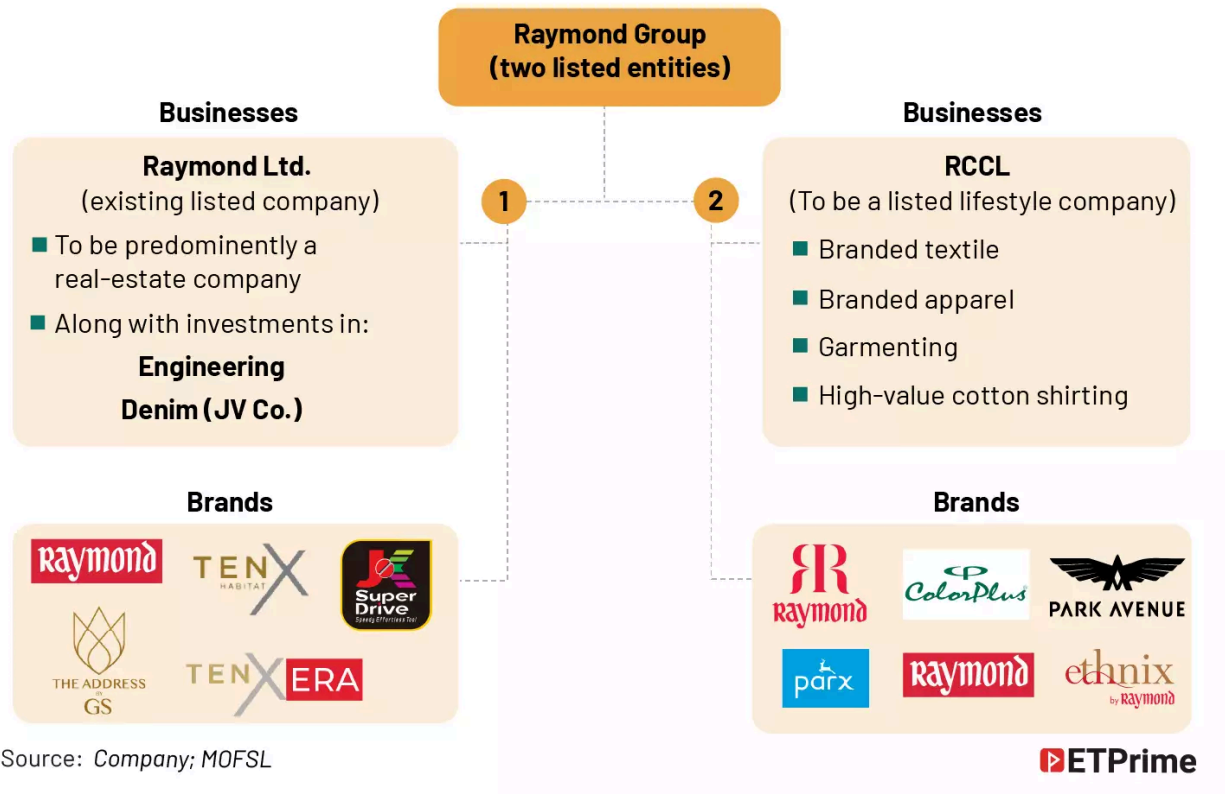 Raymond Group
(two listed entities)
Businesses
Raymond Ltd.
(existing listed company)
To be predominently a
real-estate company
Along with investments in:
Engineering
Denim (JV Co.)
1
2
Businesses
RCCL
(To be a listed lifestyle company)
Branded textile
Branded apparel
Garmenting
High-value cotton shirting
Brands
Raymond
TEN X
HABITAT
JK
Super
Drive
Speedy Effortless Tool
THE ADDRESS
BY
GS
TEN X ERA
Brands
RR
Raymond
CP
ColorPlus
PARK AVENUE
parx
Raymond
ethnix
by Raymond
Source: Company; MOFSL
ETPrime